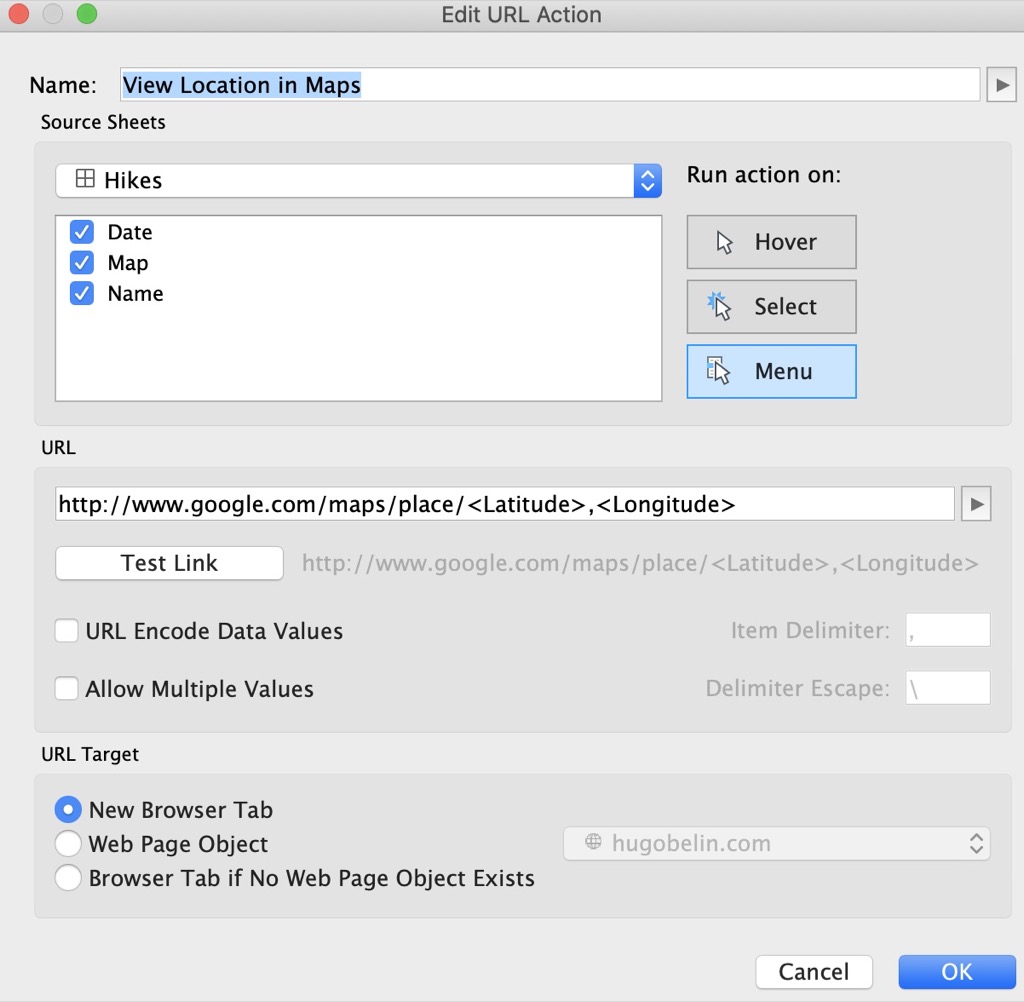 Edit URL Action
Name: View Location in Maps
Source Sheets
Hikes
Run action on:
Date
Map
Name
Hover
Select
Menu
URL
http://www.google.com/maps/place/<Latitude>,<Longitude>
Test Link http://www.google.com/maps/place/<Latitude>,<Longitude>
URL Encode Data Values Item Delimiter: ,
Allow Multiple Values Delimiter Escape: \
URL Target
New Browser Tab
Web Page Object hugobelin.com
Browser Tab if No Web Page Object Exists
Cancel OK